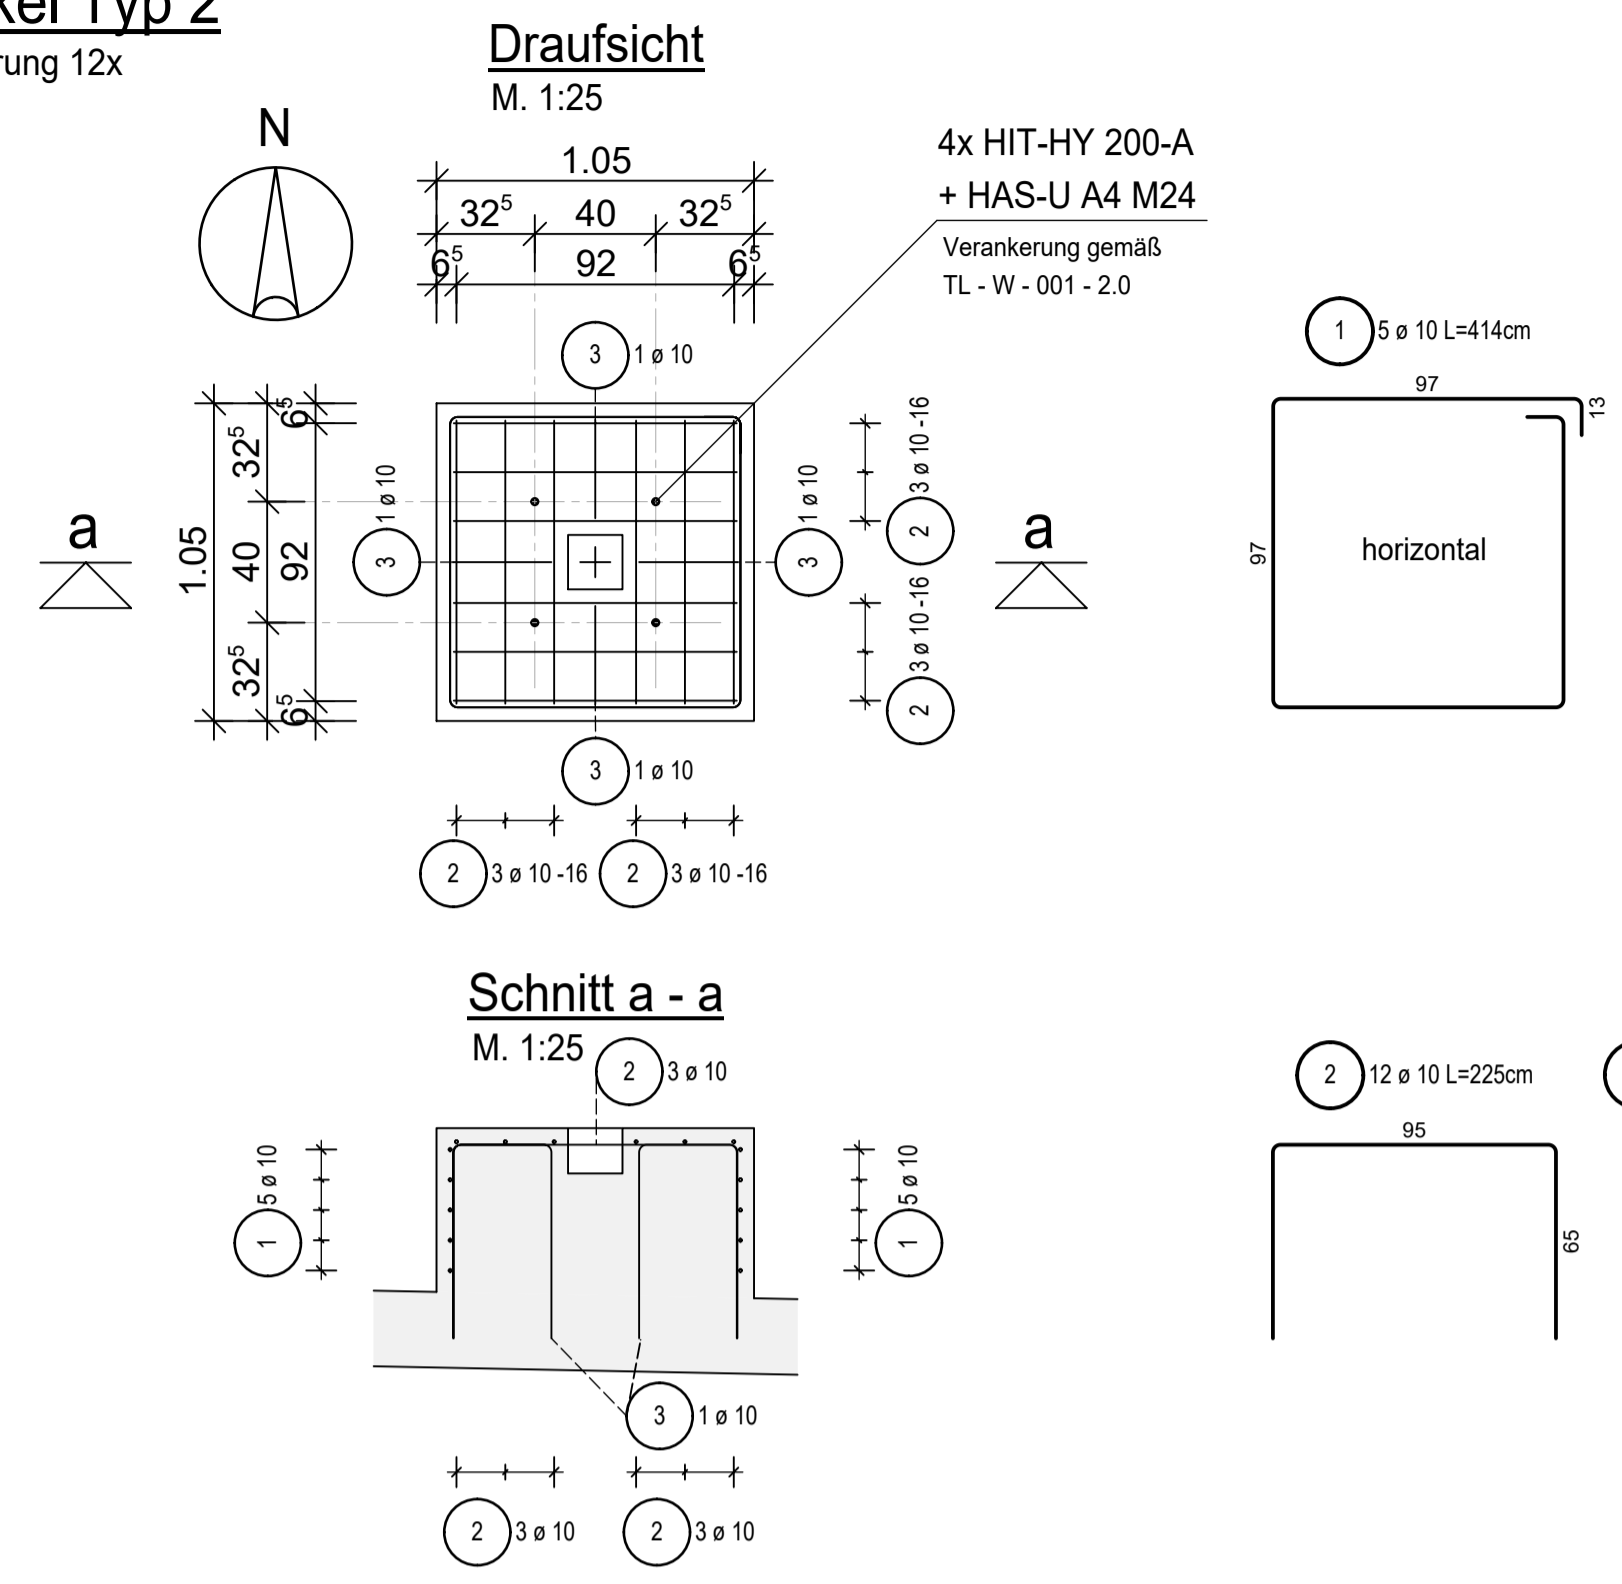 kel Typ 2
rung 12x
Draufsicht
M. 1:25
N
1.05
32⁵ 40 32⁵
6⁵ 92 6⁵
4x HIT-HY 200-A
+ HAS-U A4 M24
Verankerung gemäß
TL - W - 001 - 2.0
3 1 ø 10
1 5 ø 10 L=414cm
97
13
97
horizontal
1.05
32⁵ 40 32⁵
6⁵ 92 6⁵
a
3 1 ø 10
3 1 ø 10
2 3 ø 10 -16
2 3 ø 10 -16
a
3 1 ø 10
2 3 ø 10 -16
2 3 ø 10 -16
Schnitt a - a
M. 1:25
2 3 ø 10
1 5 ø 10
1 5 ø 10
3 1 ø 10
2 3 ø 10
2 3 ø 10
2 12 ø 10 L=225cm
95
65